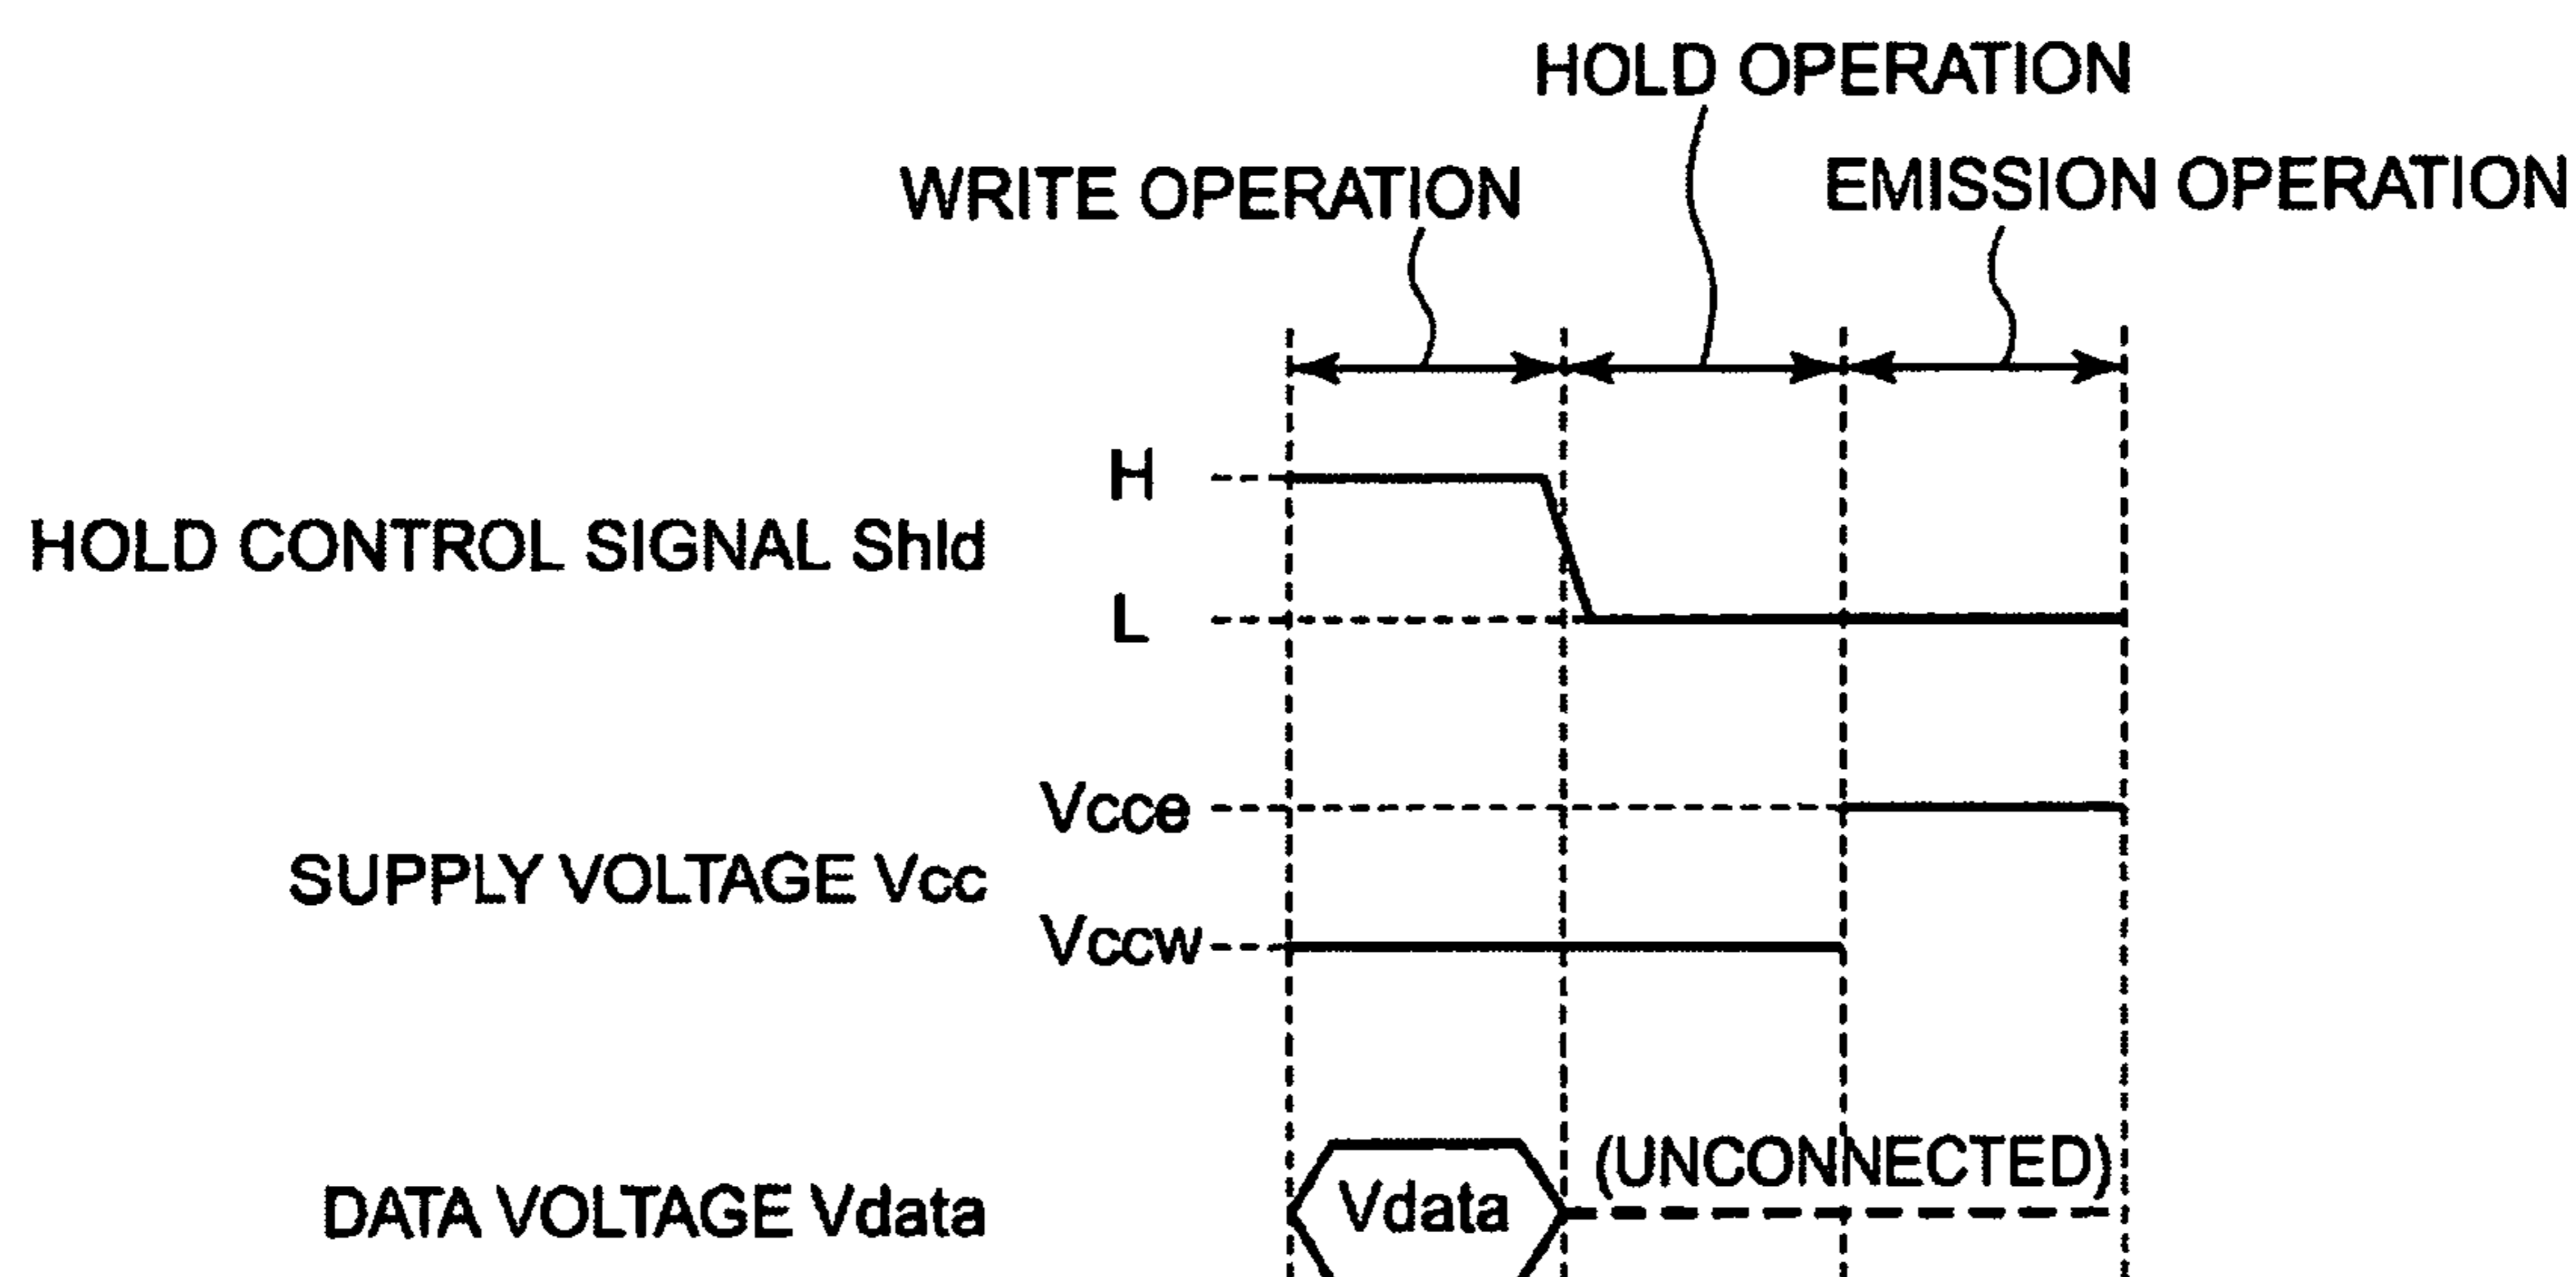 HOLD OPERATION
WRITE OPERATION
EMISSION OPERATION
H
HOLD CONTROL SIGNAL Shld
L
Vcce
SUPPLY VOLTAGE Vcc
Vccw
(UNCONNECTED)
DATA VOLTAGE Vdata
Vdata